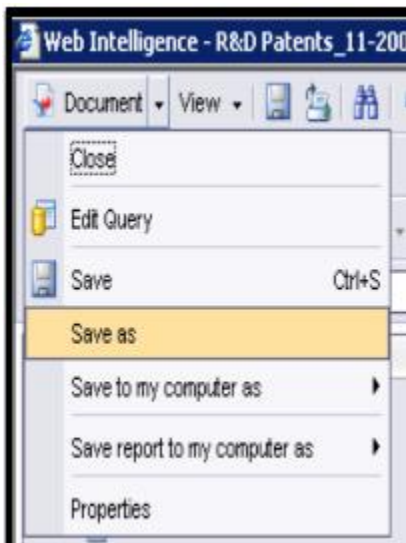 Web Intelligence - R&D Patents_11-200
Document View
Close
Edit Query
Save Ctrl+S
Save as
Save to my computer as
Save report to my computer as
Properties